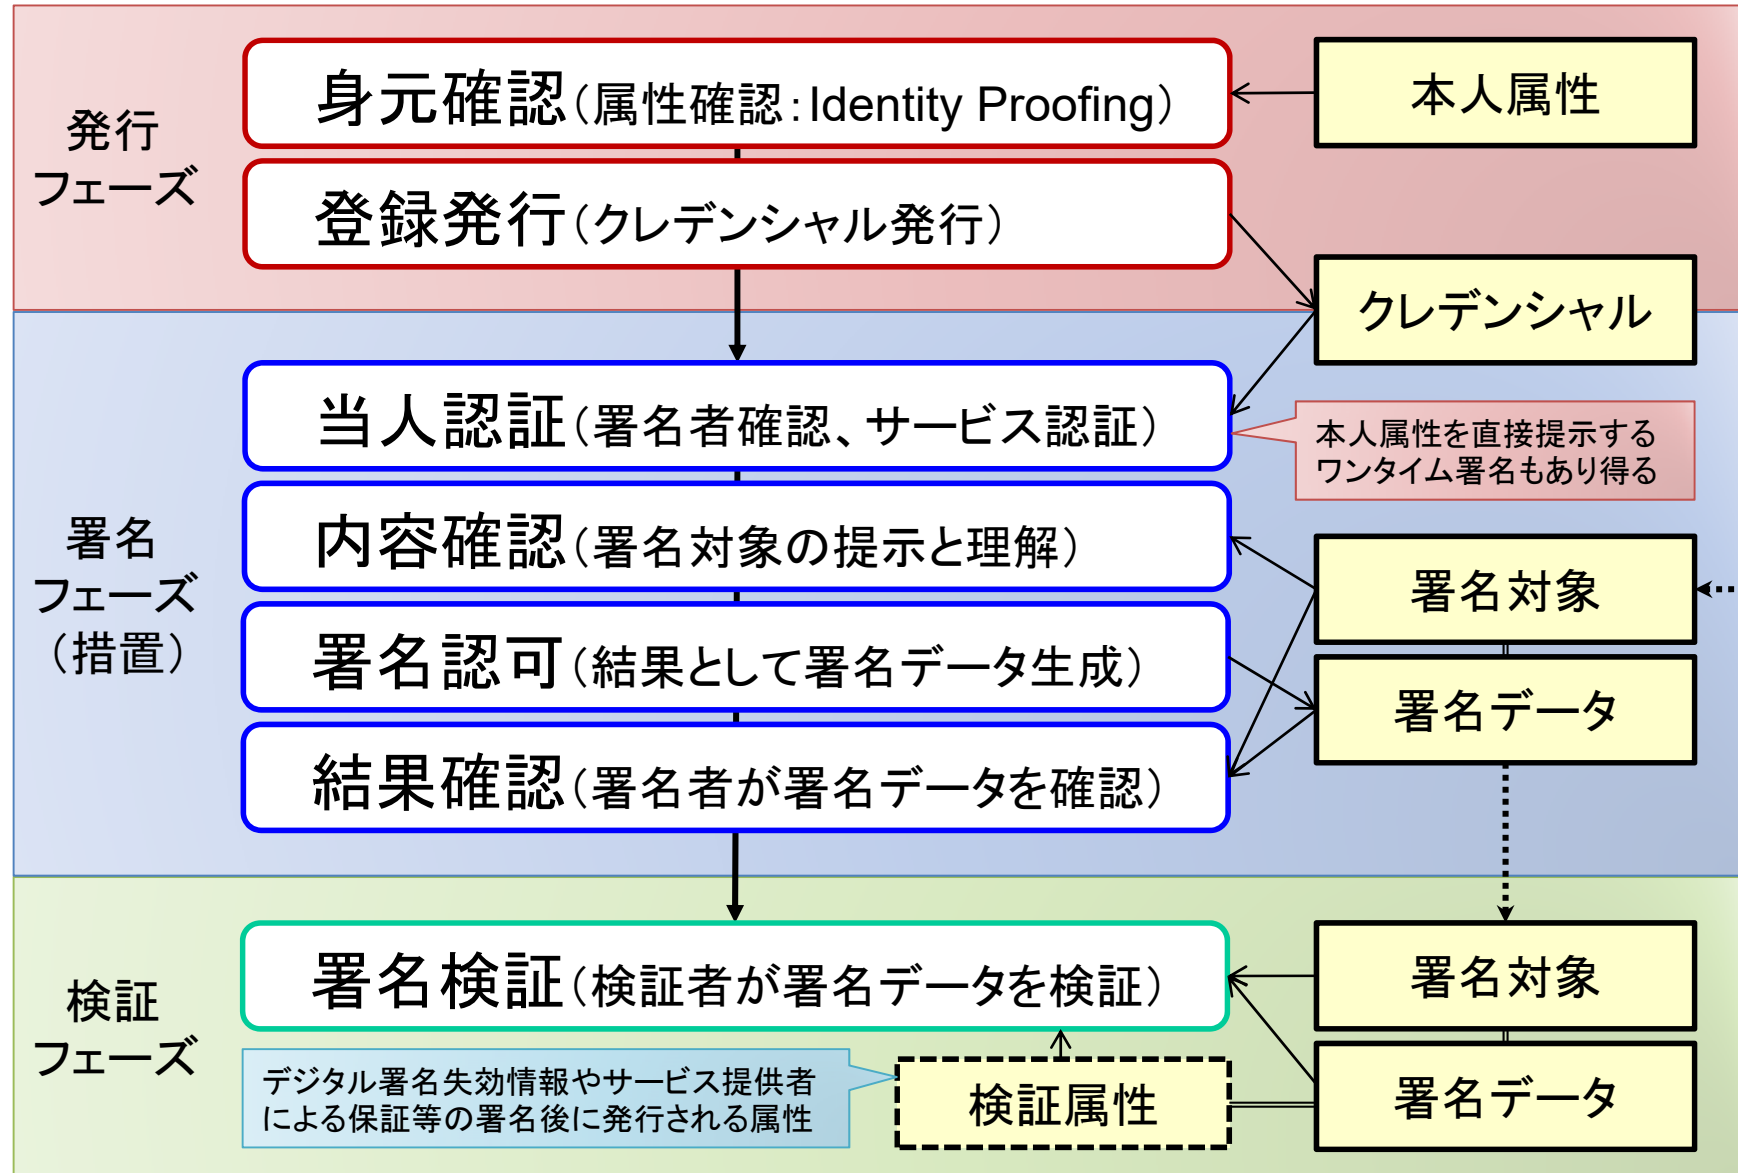 発行
フェーズ
身元確認（属性確認：Identity Proofing）
本人属性
登録発行（クレデンシャル発行）
クレデンシャル
署名
フェーズ
（措置）
当人認証（署名者確認、サービス認証）
本人属性を直接提示する
ワンタイム署名もあり得る
内容確認（署名対象の提示と理解）
署名対象
署名認可（結果として署名データ生成）
署名データ
結果確認（署名者が署名データを確認）
検証
フェーズ
署名検証（検証者が署名データを検証）
署名対象
デジタル署名失効情報やサービス提供者
による保証等の署名後に発行される属性
検証属性
署名データ